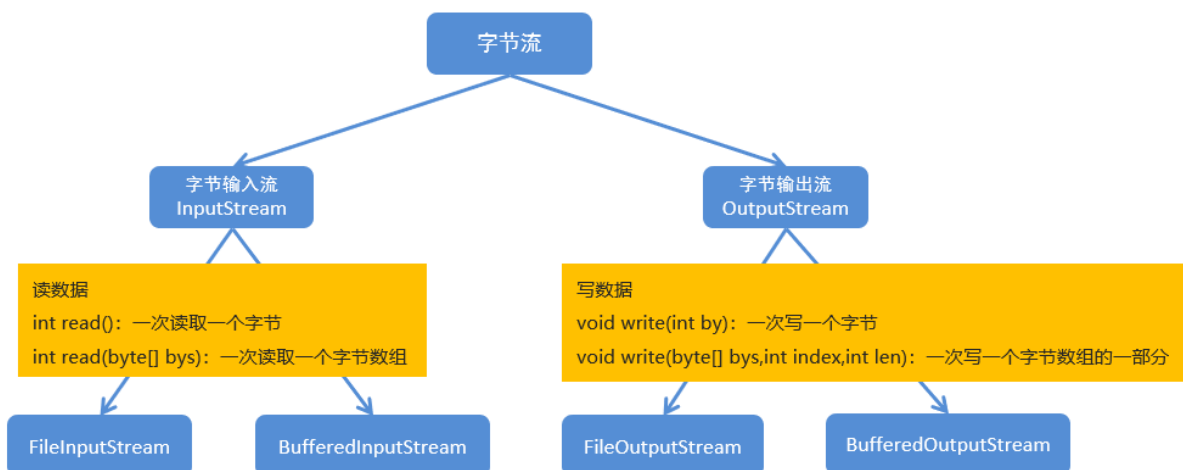 字节流
字节输入流
InputStream
字节输出流
OutputStream
读数据
int read()：一次读取一个字节
int read(byte[] bys)：一次读取一个字节数组
写数据
void write(int by)：一次写一个字节
void write(byte[] bys,int index,int len)：一次写一个字节数组的一部分
FileInputStream
BufferedInputStream
FileOutputStream
BufferedOutputStream